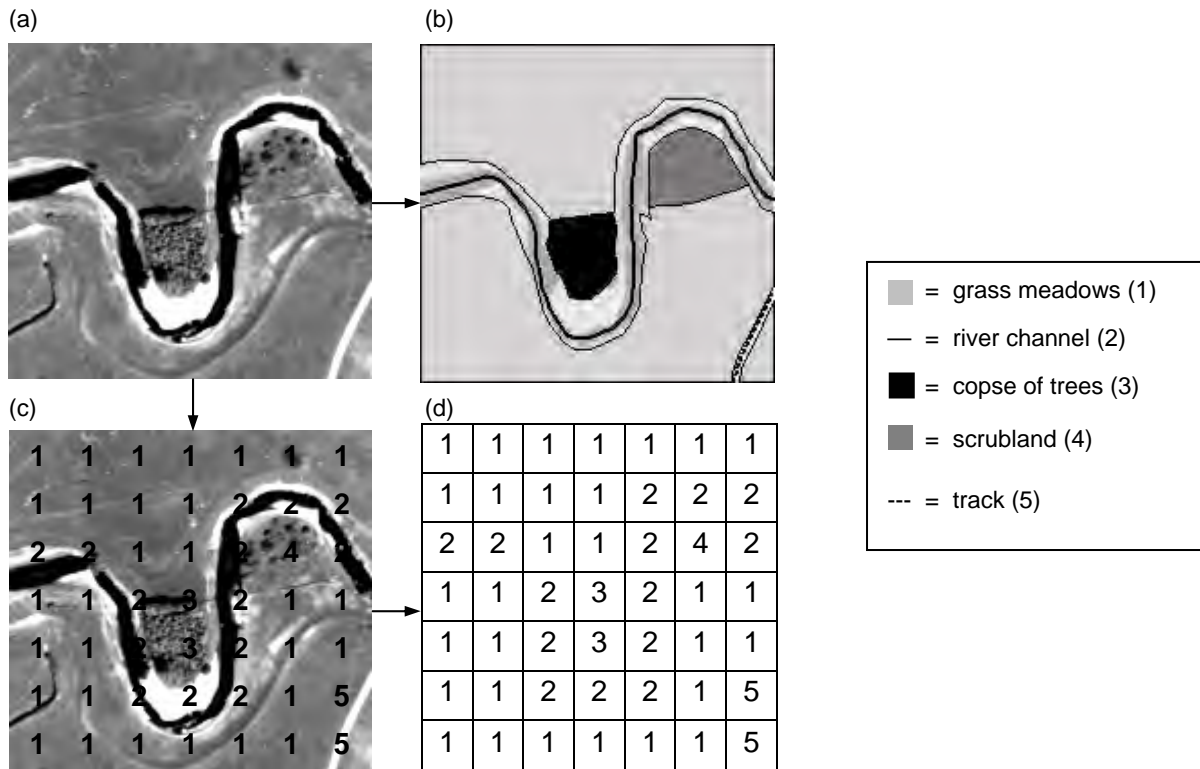 (a)
(b)
= grass meadows (1)
= river channel (2)
= copse of trees (3)
= scrubland (4)
= track (5)
(c)
1 1 1 1 1 1 1
1 1 1 1 2 2 2
2 2 1 1 2 4 2
1 1 2 3 2 1 1
1 1 2 3 2 1 1
1 1 2 2 2 1 5
1 1 1 1 1 1 5
(d)
1 1 1 1 1 1 1
1 1 1 1 2 2 2
2 2 1 1 2 4 2
1 1 2 3 2 1 1
1 1 2 3 2 1 1
1 1 2 2 2 1 5
1 1 1 1 1 1 5